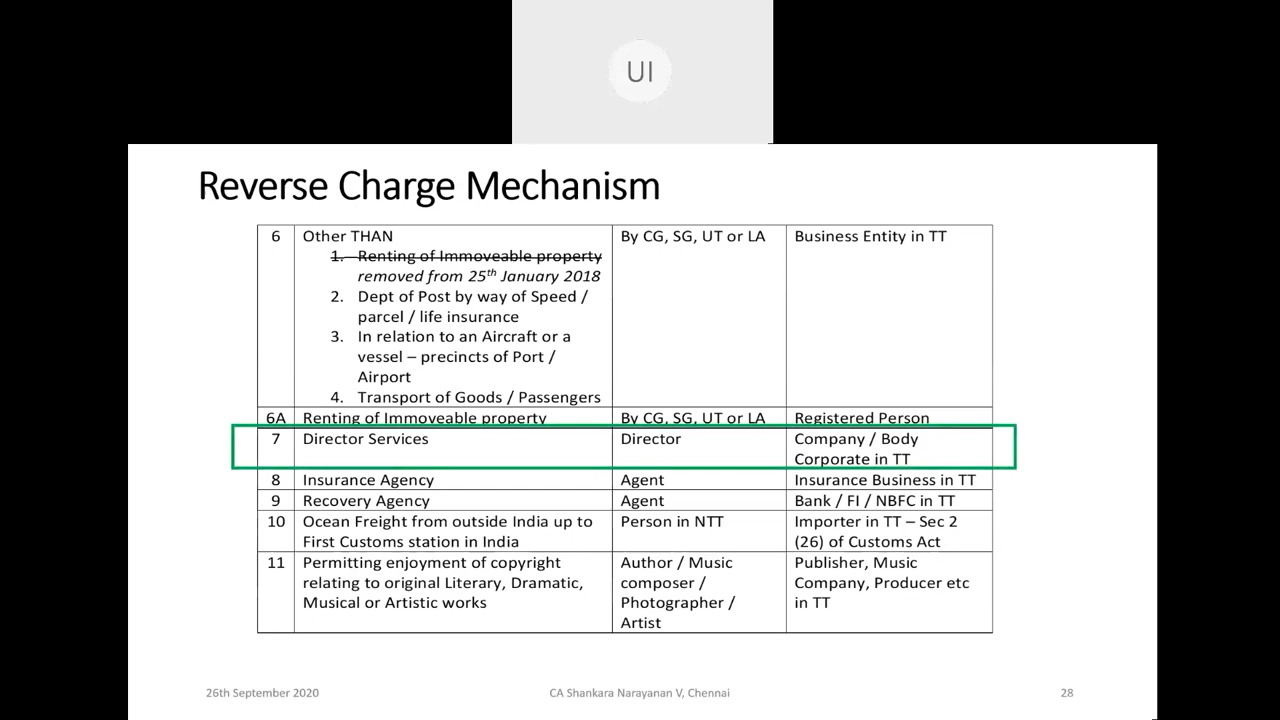 UI
Reverse Charge Mechanism
6 Other THAN By CG, SG, UT or LA Business Entity in TT
1. Renting of Immoveable property
removed from 25th January 2018
2. Dept of Post by way of Speed /
parcel / life insurance
3. In relation to an Aircraft or a
vessel – precincts of Port /
Airport
4. Transport of Goods / Passengers
6A Renting of Immoveable property By CG, SG, UT or LA Registered Person
7 Director Services Director Company / Body
Corporate in TT
8 Insurance Agency Agent Insurance Business in TT
9 Recovery Agency Agent Bank / FI / NBFC in TT
10 Ocean Freight from outside India up to Person in NTT Importer in TT – Sec 2
First Customs station in India (26) of Customs Act
11 Permitting enjoyment of copyright Author / Music Publisher, Music
relating to original Literary, Dramatic, composer / Company, Producer etc
Musical or Artistic works Photographer / in TT
Artist
26th September 2020 CA Shankara Narayanan V, Chennai 28